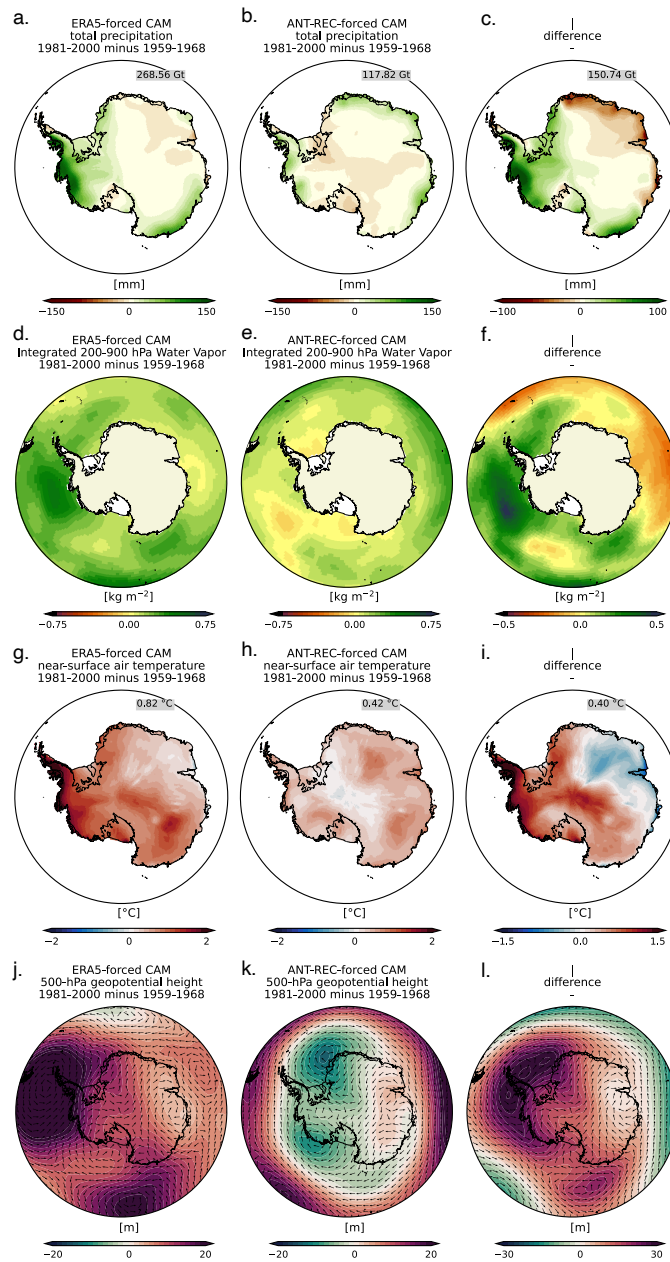 a.
ERA5-forced CAM
total precipitation
1981-2000 minus 1959-1968
268.56 Gt
[mm]
−150
0
150
b.
ANT-REC-forced CAM
total precipitation
1981-2000 minus 1959-1968
117.82 Gt
[mm]
−150
0
150
c.
|
difference
-
150.74 Gt
[mm]
−100
0
100
d.
ERA5-forced CAM
Integrated 200-900 hPa Water Vapor
1981-2000 minus 1959-1968
[kg m⁻²]
−0.75
0.00
0.75
e.
ANT-REC-forced CAM
Integrated 200-900 hPa Water Vapor
1981-2000 minus 1959-1968
[kg m⁻²]
−0.75
0.00
0.75
f.
|
difference
-
[kg m⁻²]
−0.5
0.0
0.5
g.
ERA5-forced CAM
near-surface air temperature
1981-2000 minus 1959-1968
0.82 °C
[°C]
−2
0
2
h.
ANT-REC-forced CAM
near-surface air temperature
1981-2000 minus 1959-1968
0.42 °C
[°C]
−2
0
2
i.
|
difference
-
0.40 °C
[°C]
−1.5
0.0
1.5
j.
ERA5-forced CAM
500-hPa geopotential height
1981-2000 minus 1959-1968
[m]
−20
0
20
k.
ANT-REC-forced CAM
500-hPa geopotential height
1981-2000 minus 1959-1968
[m]
−20
0
20
l.
|
difference
-
[m]
−30
0
30